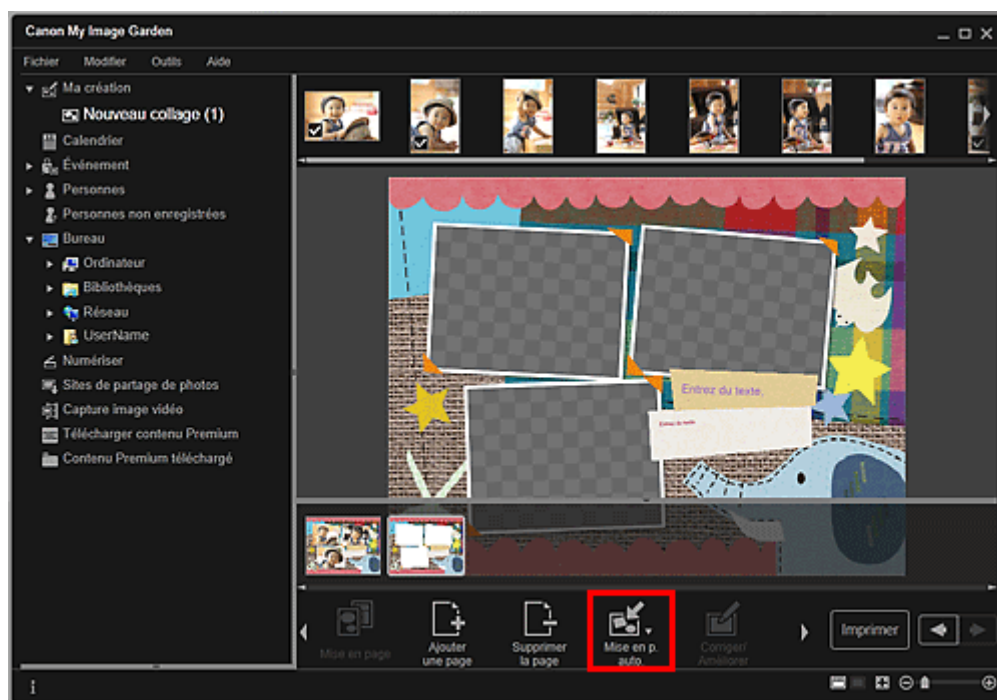 Canon My Image Garden
Fichier Modifier Outils Aide
Ma création
Nouveau collage (1)
Calendrier
Événement
Personnes
Personnes non enregistrées
Bureau
Ordinateur
Bibliothèques
Réseau
UserName
Numériser
Sites de partage de photos
Capture image vidéo
Télécharger contenu Premium
Contenu Premium téléchargé
Entrez du texte.
Entrez du texte
Mise en page
Ajouter
une page
Supprimer
la page
Mise en p.
auto.
Corriger/
Améliorer
Imprimer